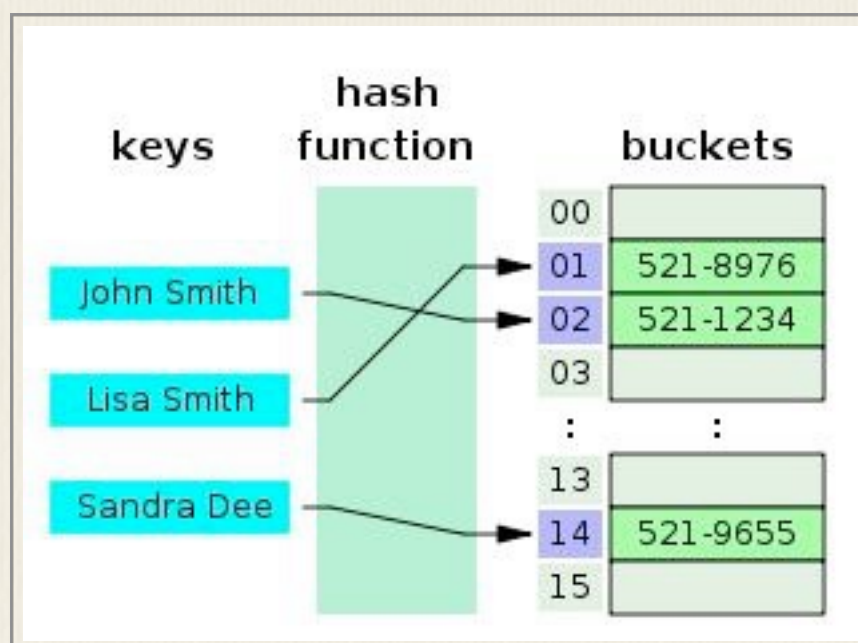 hash
keys function buckets
00
01 521-8976
John Smith
02 521-1234
03
Lisa Smith
: :
13
Sandra Dee
14 521-9655
15